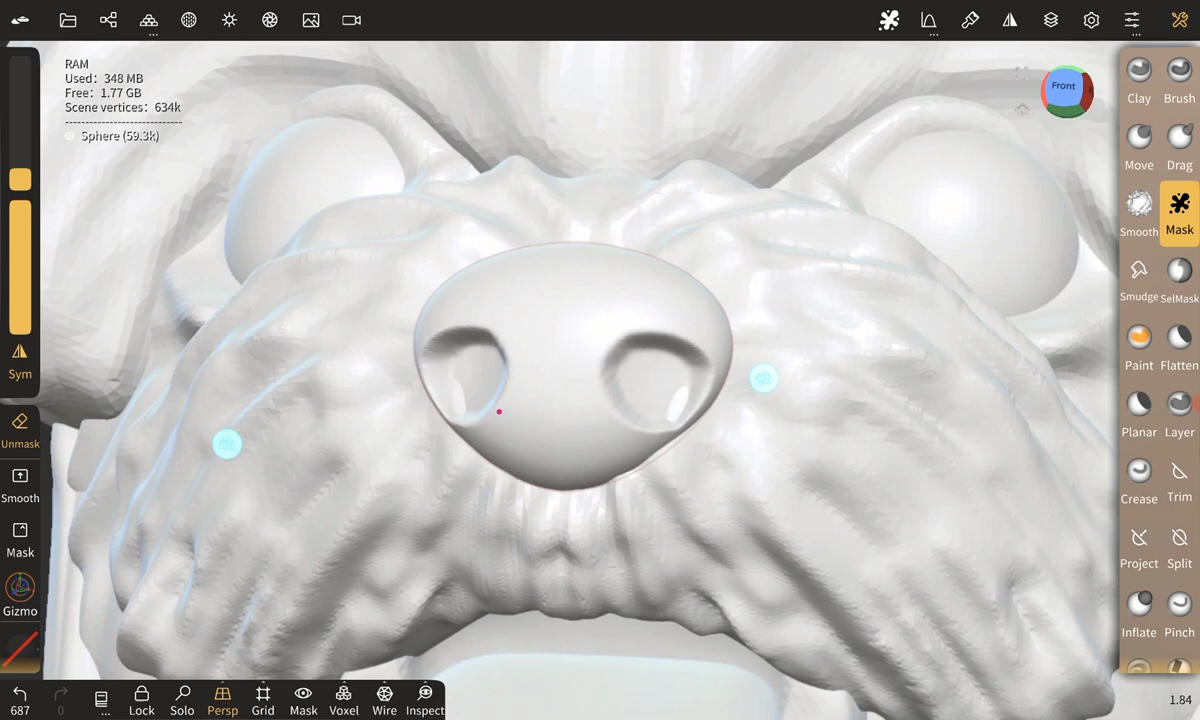 RAM
Used: 348 MB
Free: 1.77 GB
Scene vertices: 634k
Sphere (59.3k)
Front
Clay Brush
Move Drag
Smooth Mask
Smudge SelMask
Paint Flatten
Planar Layer
Crease Trim
Project Split
Inflate Pinch
Sym
Unmask
Smooth
Mask
Gizmo
687 0 ... Lock Solo Persp Grid Mask Voxel Wire Inspect
1.84